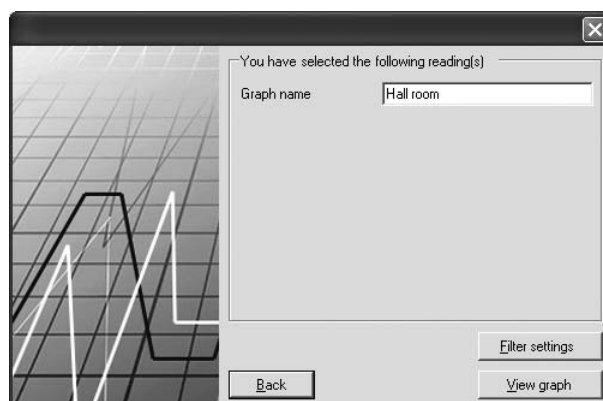 You have selected the following reading(s)
Graph name Hall room
Filter settings
Back View graph